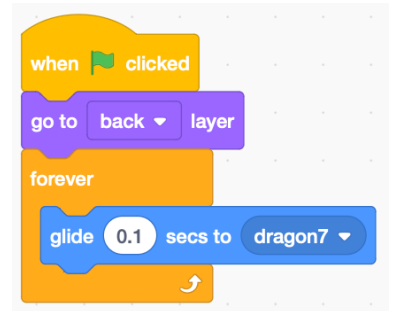 when clicked
go to back layer
forever
glide 0.1 secs to dragon7